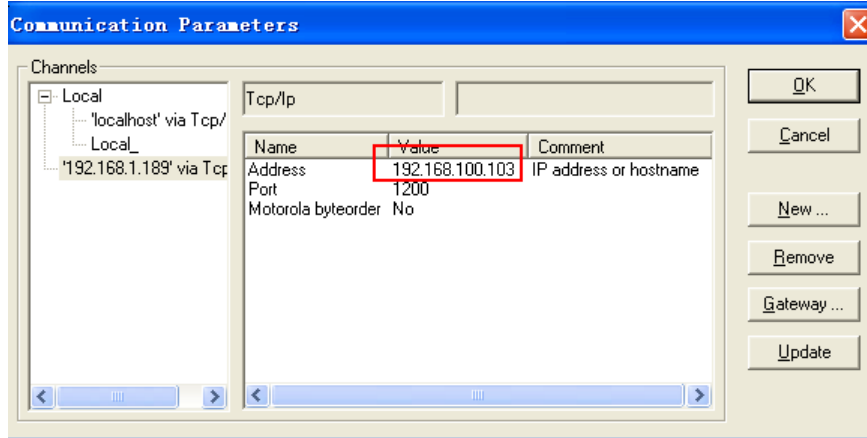 Communication Parameters
Channels
Local
'localhost' via Tcp/
Local_
'192.168.1.189' via Tcp
Tcp/Ip
Name Value Comment
Address 192.168.100.103 IP address or hostname
Port 1200
Motorola byteorder No
OK
Cancel
New ...
Remove
Gateway ...
Update